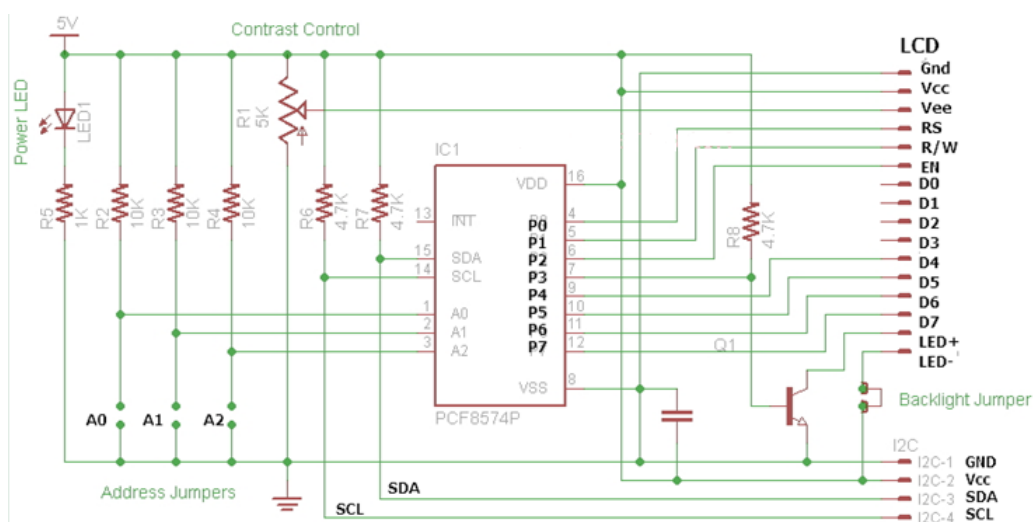 5V
Contrast Control
LCD
Gnd
Vcc
Vee
RS
R/W
EN
D0
D1
D2
D3
D4
D5
D6
D7
LED+
LED-
Power LED
LED1
R1
5K
IC1
VDD 16
R5
1K
R2
10K
R3
10K
R4
10K
R6
4.7K
R7
4.7K
R8
4.7K
13 INT
15 SDA
14 SCL
1 A0
2 A1
3 A2
P0 4
P1 5
P2 6
P3 7
P4 9
P5 10
P6 11
P7 12
VSS 8
PCF8574P
Q1
Backlight Jumper
A0 A1 A2
Address Jumpers
SDA
SCL
I2C
I2C-1 GND
I2C-2 Vcc
I2C-3 SDA
I2C-4 SCL